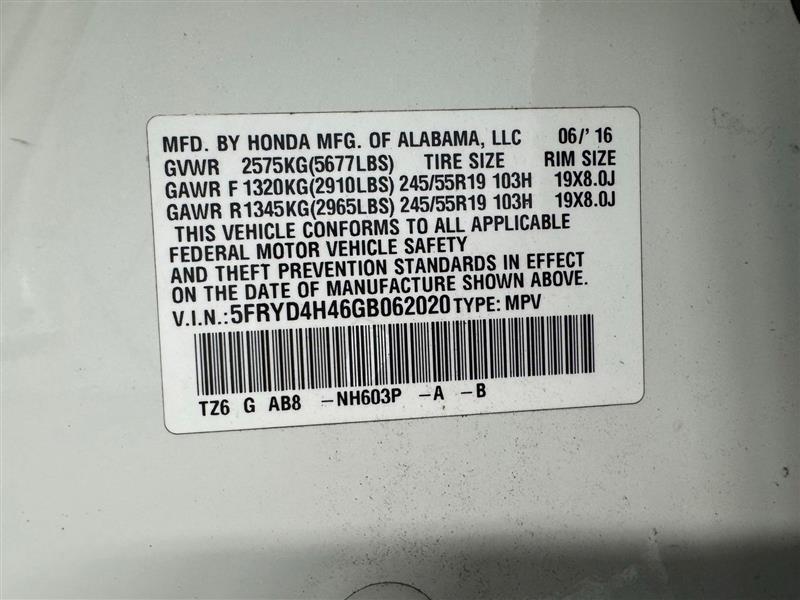 MFD. BY HONDA MFG. OF ALABAMA, LLC 06/'16
GVWR 2575KG(5677LBS) TIRE SIZE RIM SIZE
GAWR F 1320KG(2910LBS) 245/55R19 103H 19X8.0J
GAWR R1345KG(2965LBS) 245/55R19 103H 19X8.0J
THIS VEHICLE CONFORMS TO ALL APPLICABLE
FEDERAL MOTOR VEHICLE SAFETY
AND THEFT PREVENTION STANDARDS IN EFFECT
ON THE DATE OF MANUFACTURE SHOWN ABOVE.
V.I.N.:5FRYD4H46GB062020 TYPE: MPV
TZ6 G AB8 -NH603P -A -B